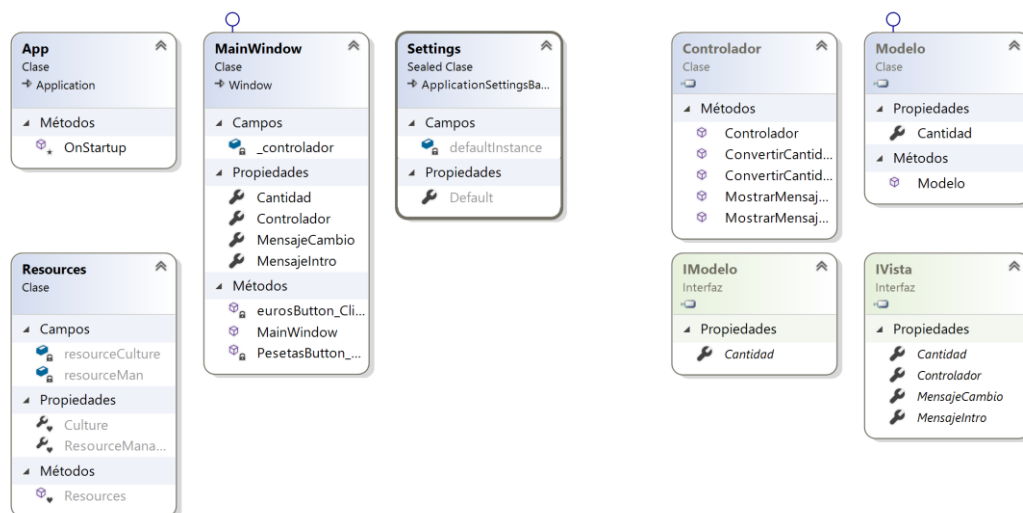 App
Clase
Application
Métodos
OnStartup
MainWindow
Clase
Window
Campos
_controlador
Propiedades
Cantidad
Controlador
MensajeCambio
MensajeIntro
Métodos
eurosButton_Cli...
MainWindow
PesetasButton_...
Settings
Sealed Clase
ApplicationSettingsBa...
Campos
defaultInstance
Propiedades
Default
Controlador
Clase
Métodos
Controlador
ConvertirCantid...
ConvertirCantid...
MostrarMensaj...
MostrarMensaj...
Modelo
Clase
Propiedades
Cantidad
Métodos
Modelo
Resources
Clase
Campos
resourceCulture
resourceMan
Propiedades
Culture
ResourceMana...
Métodos
Resources
IModelo
Interfaz
Propiedades
Cantidad
IVista
Interfaz
Propiedades
Cantidad
Controlador
MensajeCambio
MensajeIntro